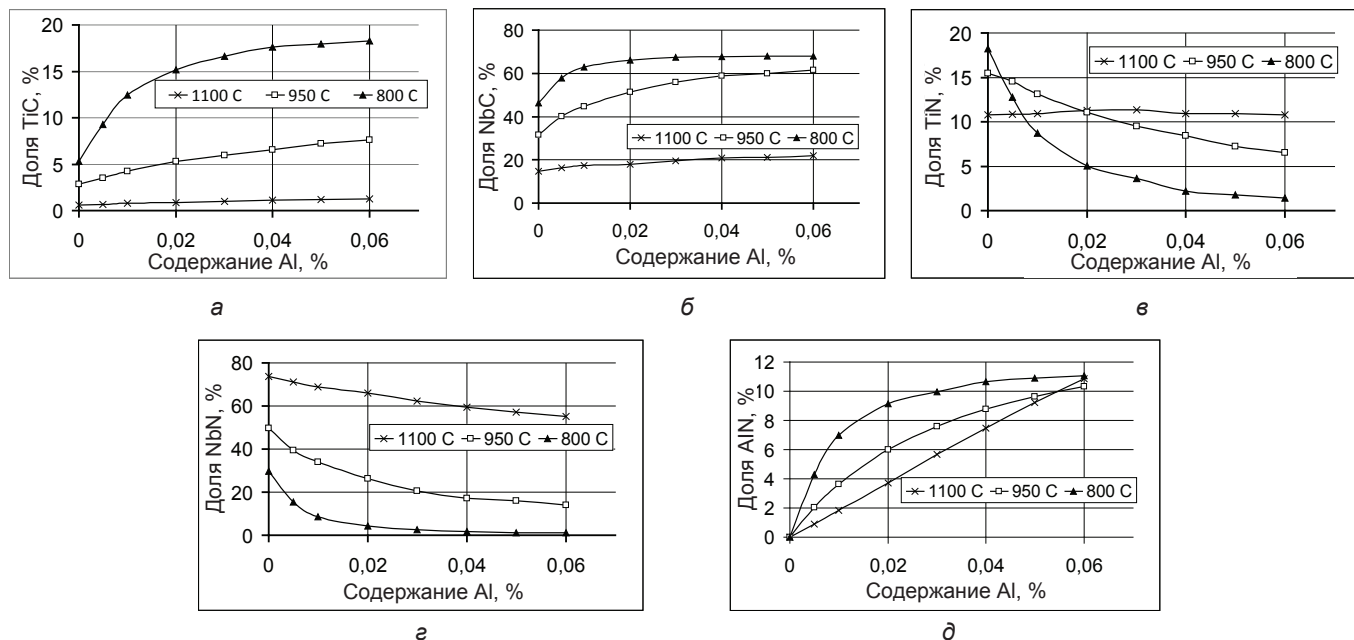 Доля TiC, %
20
15
10
5
0
1100 C 950 C 800 C
0 0,02 0,04 0,06
Содержание Al, %
а
Доля NbC, %
80
60
40
20
0
1100 C 950 C 800 C
0 0,02 0,04 0,06
Содержание Al, %
б
Доля TiN, %
20
15
10
5
0
1100 C 950 C 800 C
0 0,02 0,04 0,06
Содержание Al, %
в
Доля NbN, %
80
60
40
20
0
1100 C 950 C 800 C
0 0,02 0,04 0,06
Содержание Al, %
г
Доля AlN, %
12
10
8
6
4
2
0
1100 C 950 C 800 C
0 0,02 0,04 0,06
Содержание Al, %
д